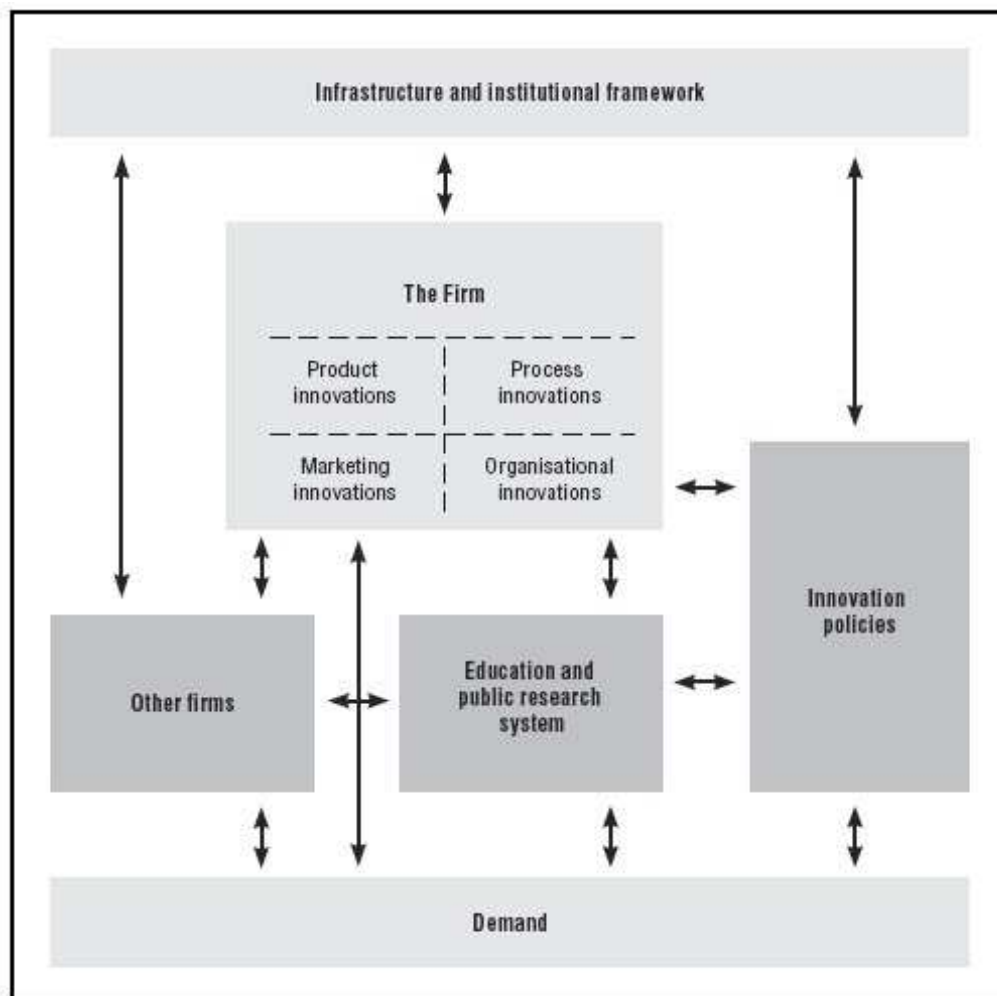 Infrastructure and institutional framework
The Firm
Product
innovations
Process
innovations
Marketing
innovations
Organisational
innovations
Other firms
Education and
public research
system
Innovation
policies
Demand